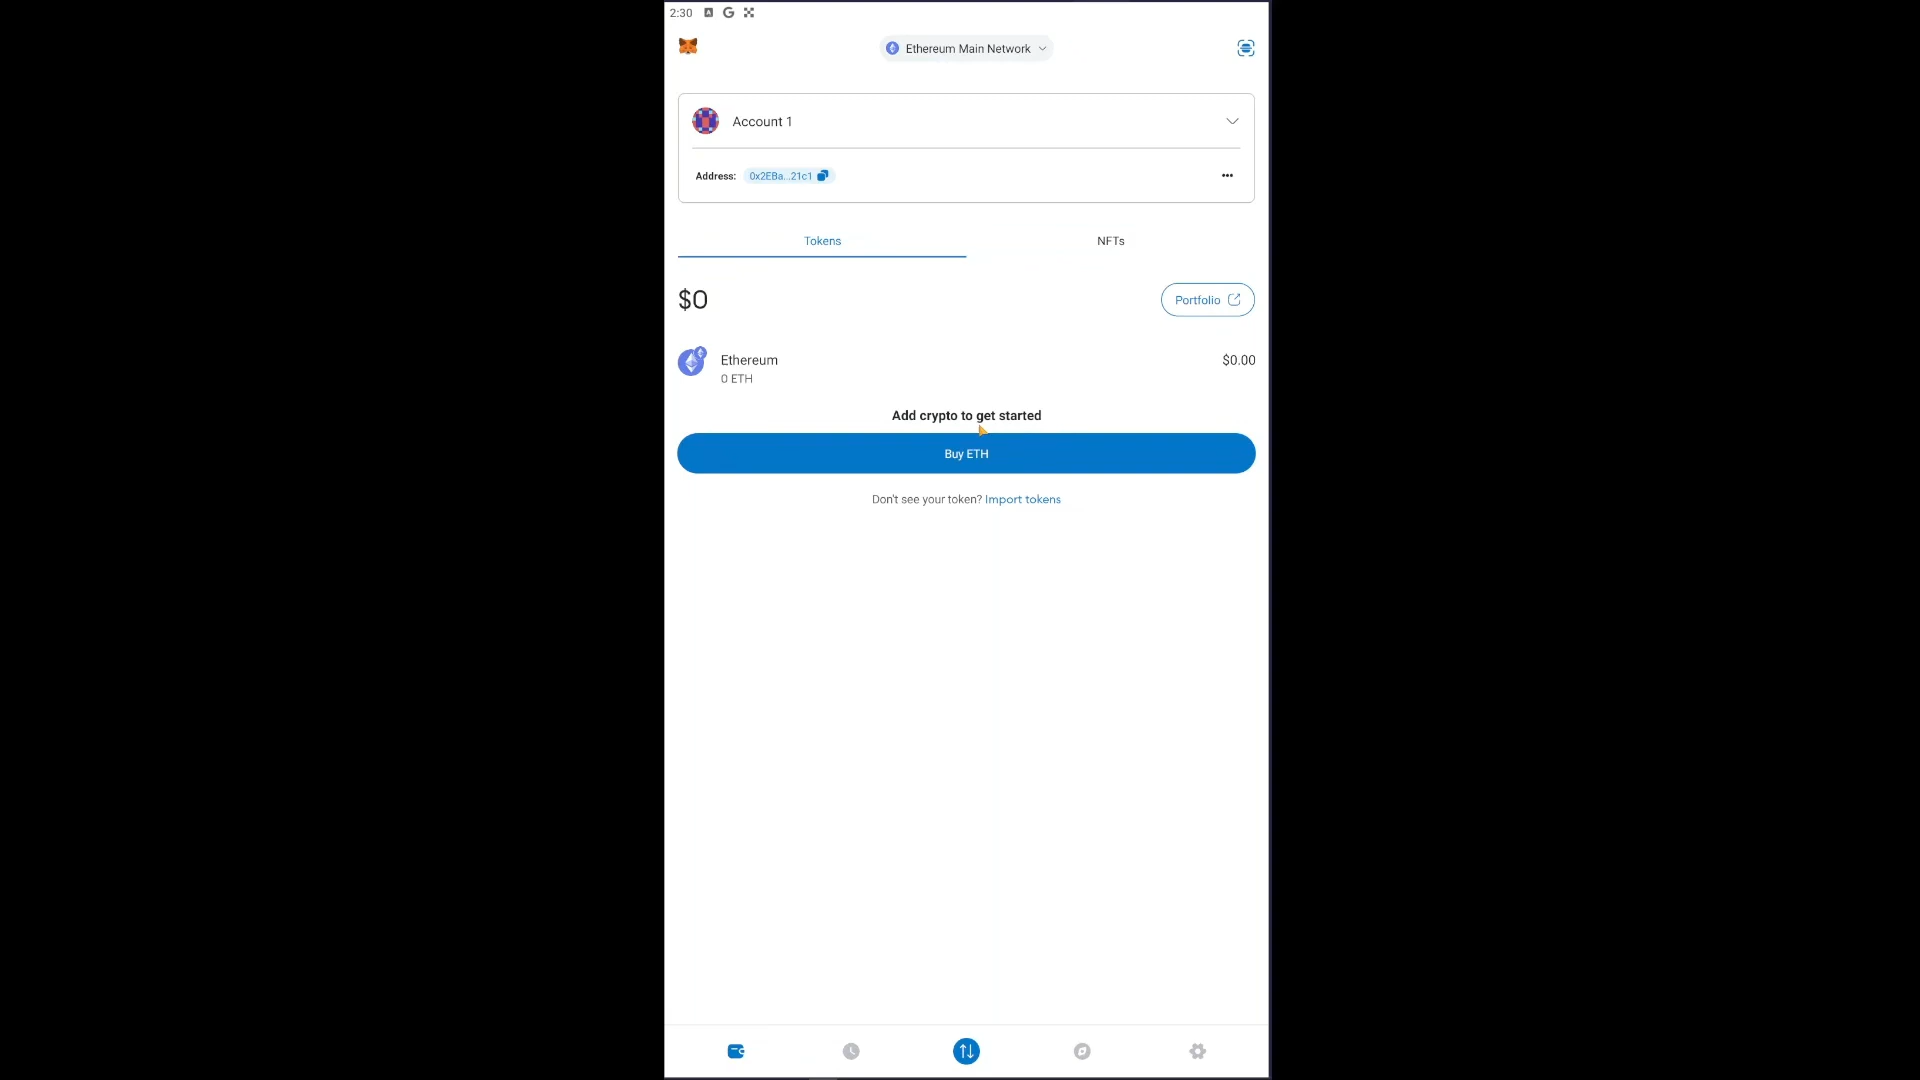 2:30
Ethereum Main Network
Account 1
Address: 0x2EBa...21c1
Tokens
NFTs
$0
Portfolio
Ethereum
$0.00
0 ETH
Add crypto to get started
Buy ETH
Don't see your token? Import tokens